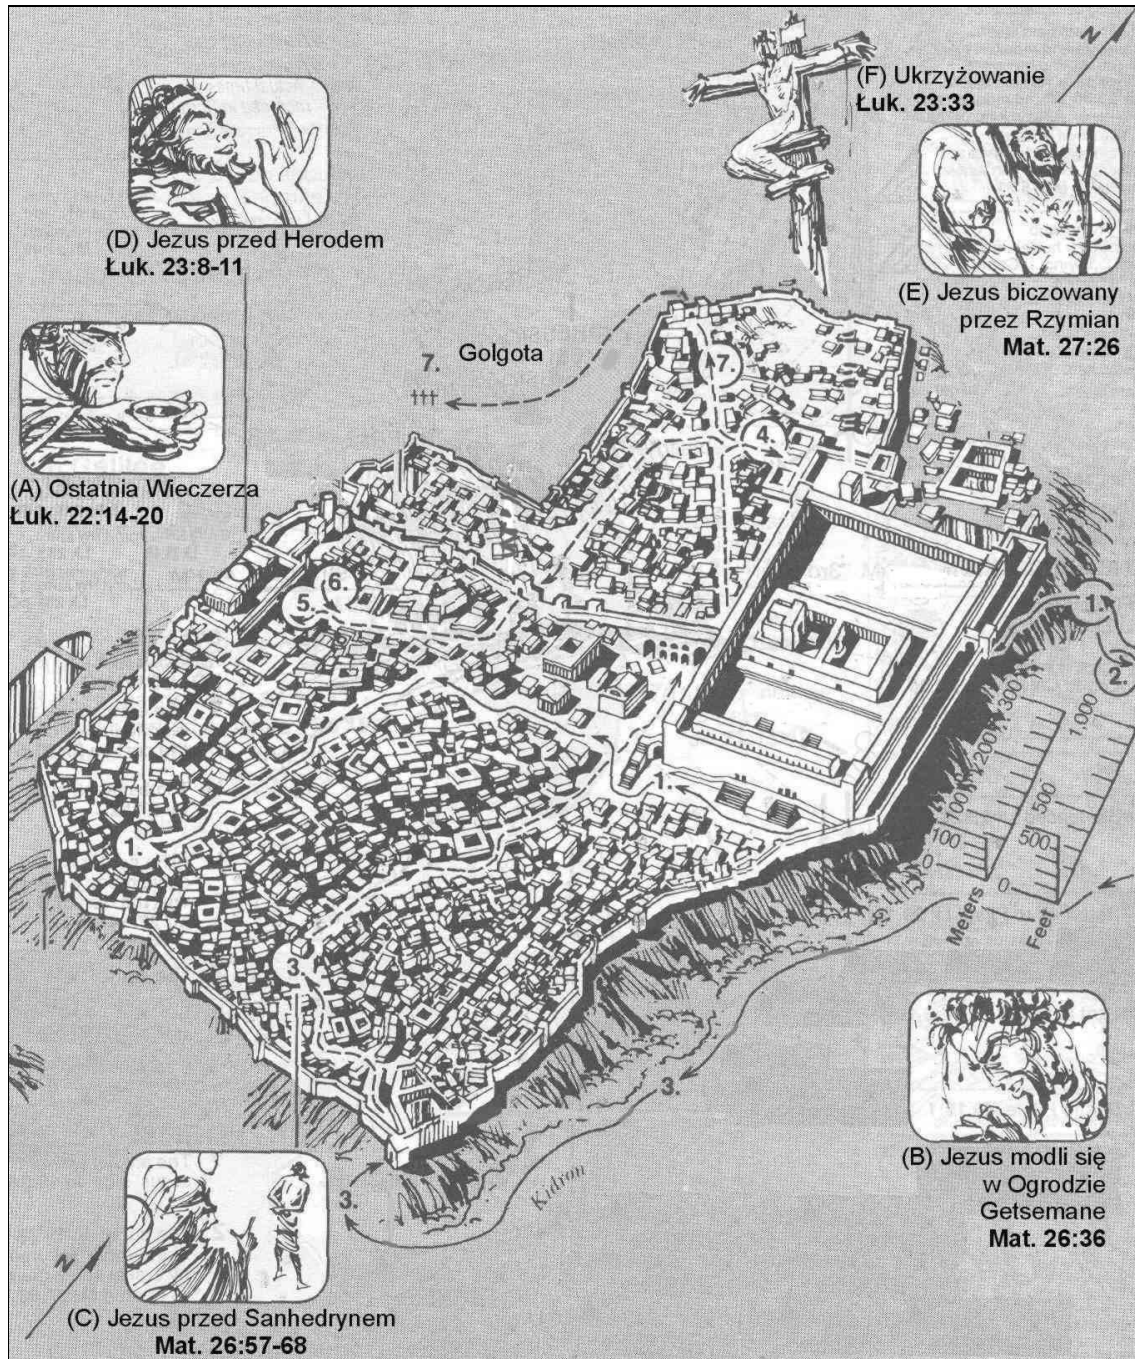 N
(F) Ukrzyżowanie
Łuk. 23:33
(D) Jezus przed Herodem
Łuk. 23:8-11
(E) Jezus biczowany
przez Rzymian
Mat. 27:26
7. Golgota
7.
4.
(A) Ostatnia Wieczerza
Łuk. 22:14-20
6.
5.
1.
2.
1.
1.
3.
300
200
100
100
0
Meters
1.000
500
500
0
Feet
3.
3.
Kidron
(B) Jezus modli się
w Ogrodzie
Getsemane
Mat. 26:36
N
(C) Jezus przed Sanhedrynem
Mat. 26:57-68